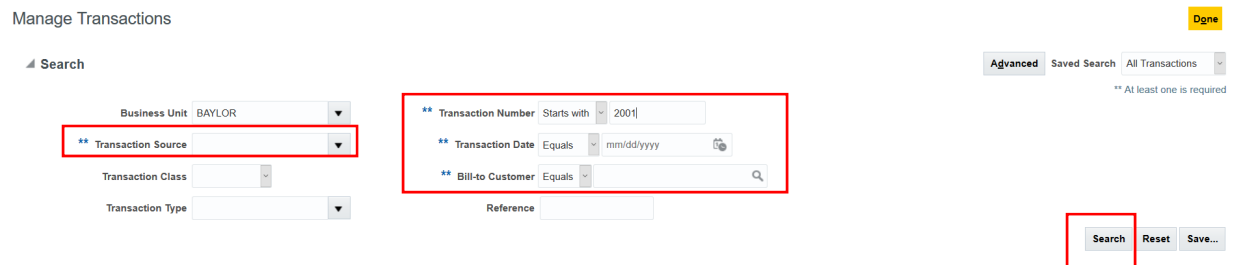 Manage Transactions
Done
Search
Advanced Saved Search All Transactions
** At least one is required
Business Unit BAYLOR
** Transaction Number Starts with 2001
** Transaction Source
** Transaction Date Equals mm/dd/yyyy
Transaction Class
** Bill-to Customer Equals
Transaction Type
Reference
Search Reset Save...